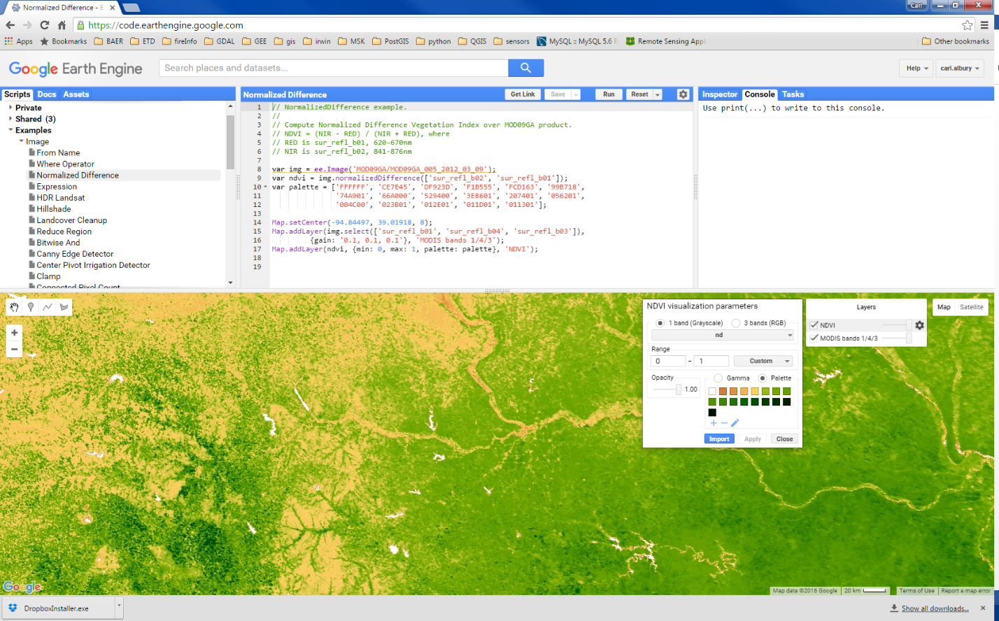 Normalized Difference - E
Carl
https://code.earthengine.google.com
Apps Bookmarks BAER ETD fireInfo GDAL GEE gis irwin MSK PostGIS python QGIS sensors MySQL :: MySQL 5.6 R Remote Sensing Appl Other bookmarks
Google Earth Engine
Search places and datasets...
Help
carl.albury
Scripts Docs Assets
Private
Shared (3)
Examples
Image
From Name
Where Operator
Normalized Difference
Expression
HDR Landsat
Hillshade
Landcover Cleanup
Reduce Region
Bitwise And
Canny Edge Detector
Center Pivot Irrigation Detector
Clamp
Connected Pixel Count
Normalized Difference
Get Link Save Run Reset
1 // NormalizedDifference example.
2 //
3 // Compute Normalized Difference Vegetation Index over MOD09GA product.
4 // NDVI = (NIR - RED) / (NIR + RED), where
5 // RED is sur_refl_b01, 620-670nm
6 // NIR is sur_refl_b02, 841-876nm
7
8 var img = ee.Image('MOD09GA/MOD09GA_005_2012_03_09');
9 var ndvi = img.normalizedDifference(['sur_refl_b02', 'sur_refl_b01']);
10 var palette = ['FFFFFF', 'CE7E45', 'DF923D', 'F1B555', 'FCD163', '99B718',
11 '74A901', '66A000', '529400', '3E8601', '207401', '056201',
12 '004C00', '023B01', '012E01', '011D01', '011301'];
13
14 Map.setCenter(-94.84497, 39.01918, 8);
15 Map.addLayer(img.select(['sur_refl_b01', 'sur_refl_b04', 'sur_refl_b03']),
16 {gain: '0.1, 0.1, 0.1'}, 'MODIS bands 1/4/3');
17 Map.addLayer(ndvi, {min: 0, max: 1, palette: palette}, 'NDVI');
18
19
Inspector Console Tasks
Use print(...) to write to this console.
NDVI visualization parameters
1 band (Grayscale) 3 bands (RGB)
nd
Range
0 – 1 Custom
Opacity
1.00
Gamma Palette
Import Apply Close
Layers
NDVI
MODIS bands 1/4/3
Map Satellite
Google
Map data ©2016 Google 20 km Terms of Use Report a map error
DropboxInstaller.exe
Show all downloads...